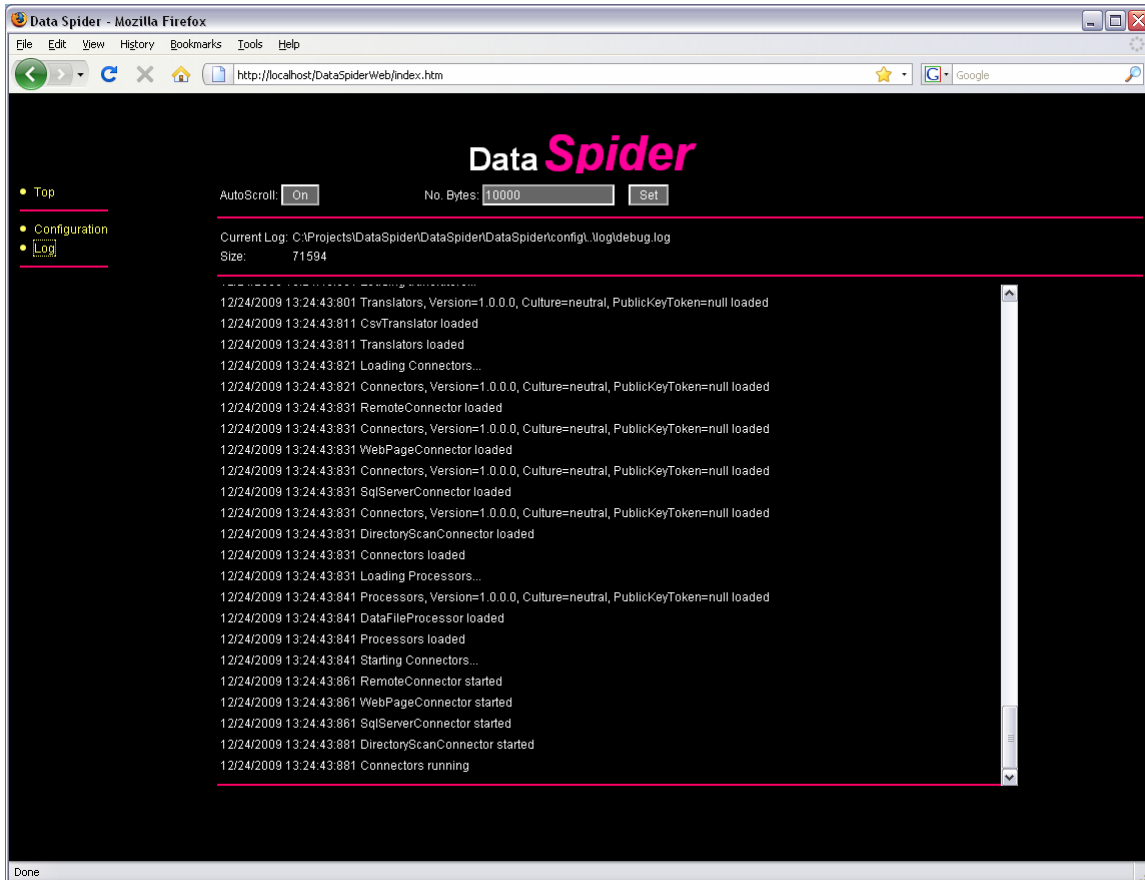 Data Spider - Mozilla Firefox
File Edit View History Bookmarks Tools Help
http://localhost/DataSpiderWeb/index.htm
G Google
Data Spider
Top
AutoScroll: On No. Bytes: 10000 Set
Configuration
Log
Current Log: C:\Projects\DataSpider\DataSpider\DataSpider\config\..\log\debug.log
Size: 71594
12/24/2009 13:24:43:801 Translators, Version=1.0.0.0, Culture=neutral, PublicKeyToken=null loaded
12/24/2009 13:24:43:811 CsvTranslator loaded
12/24/2009 13:24:43:811 Translators loaded
12/24/2009 13:24:43:821 Loading Connectors...
12/24/2009 13:24:43:821 Connectors, Version=1.0.0.0, Culture=neutral, PublicKeyToken=null loaded
12/24/2009 13:24:43:831 RemoteConnector loaded
12/24/2009 13:24:43:831 Connectors, Version=1.0.0.0, Culture=neutral, PublicKeyToken=null loaded
12/24/2009 13:24:43:831 WebPageConnector loaded
12/24/2009 13:24:43:831 Connectors, Version=1.0.0.0, Culture=neutral, PublicKeyToken=null loaded
12/24/2009 13:24:43:831 SqlServerConnector loaded
12/24/2009 13:24:43:831 Connectors, Version=1.0.0.0, Culture=neutral, PublicKeyToken=null loaded
12/24/2009 13:24:43:831 DirectoryScanConnector loaded
12/24/2009 13:24:43:831 Connectors loaded
12/24/2009 13:24:43:831 Loading Processors...
12/24/2009 13:24:43:841 Processors, Version=1.0.0.0, Culture=neutral, PublicKeyToken=null loaded
12/24/2009 13:24:43:841 DataFileProcessor loaded
12/24/2009 13:24:43:841 Processors loaded
12/24/2009 13:24:43:841 Starting Connectors...
12/24/2009 13:24:43:861 RemoteConnector started
12/24/2009 13:24:43:861 WebPageConnector started
12/24/2009 13:24:43:861 SqlServerConnector started
12/24/2009 13:24:43:881 DirectoryScanConnector started
12/24/2009 13:24:43:881 Connectors running
Done